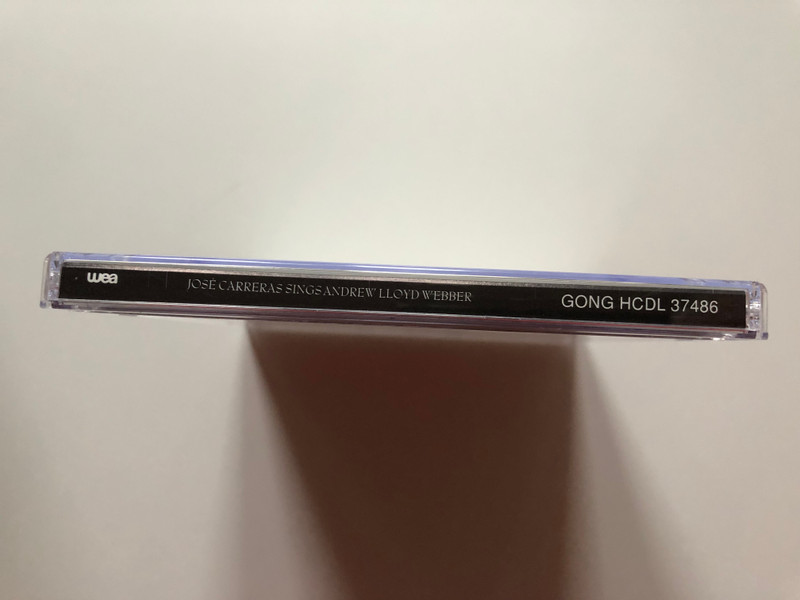 wea
JOSÉ CARRERAS SINGS ANDREW LLOYD WEBBER
GONG HCDL 37486